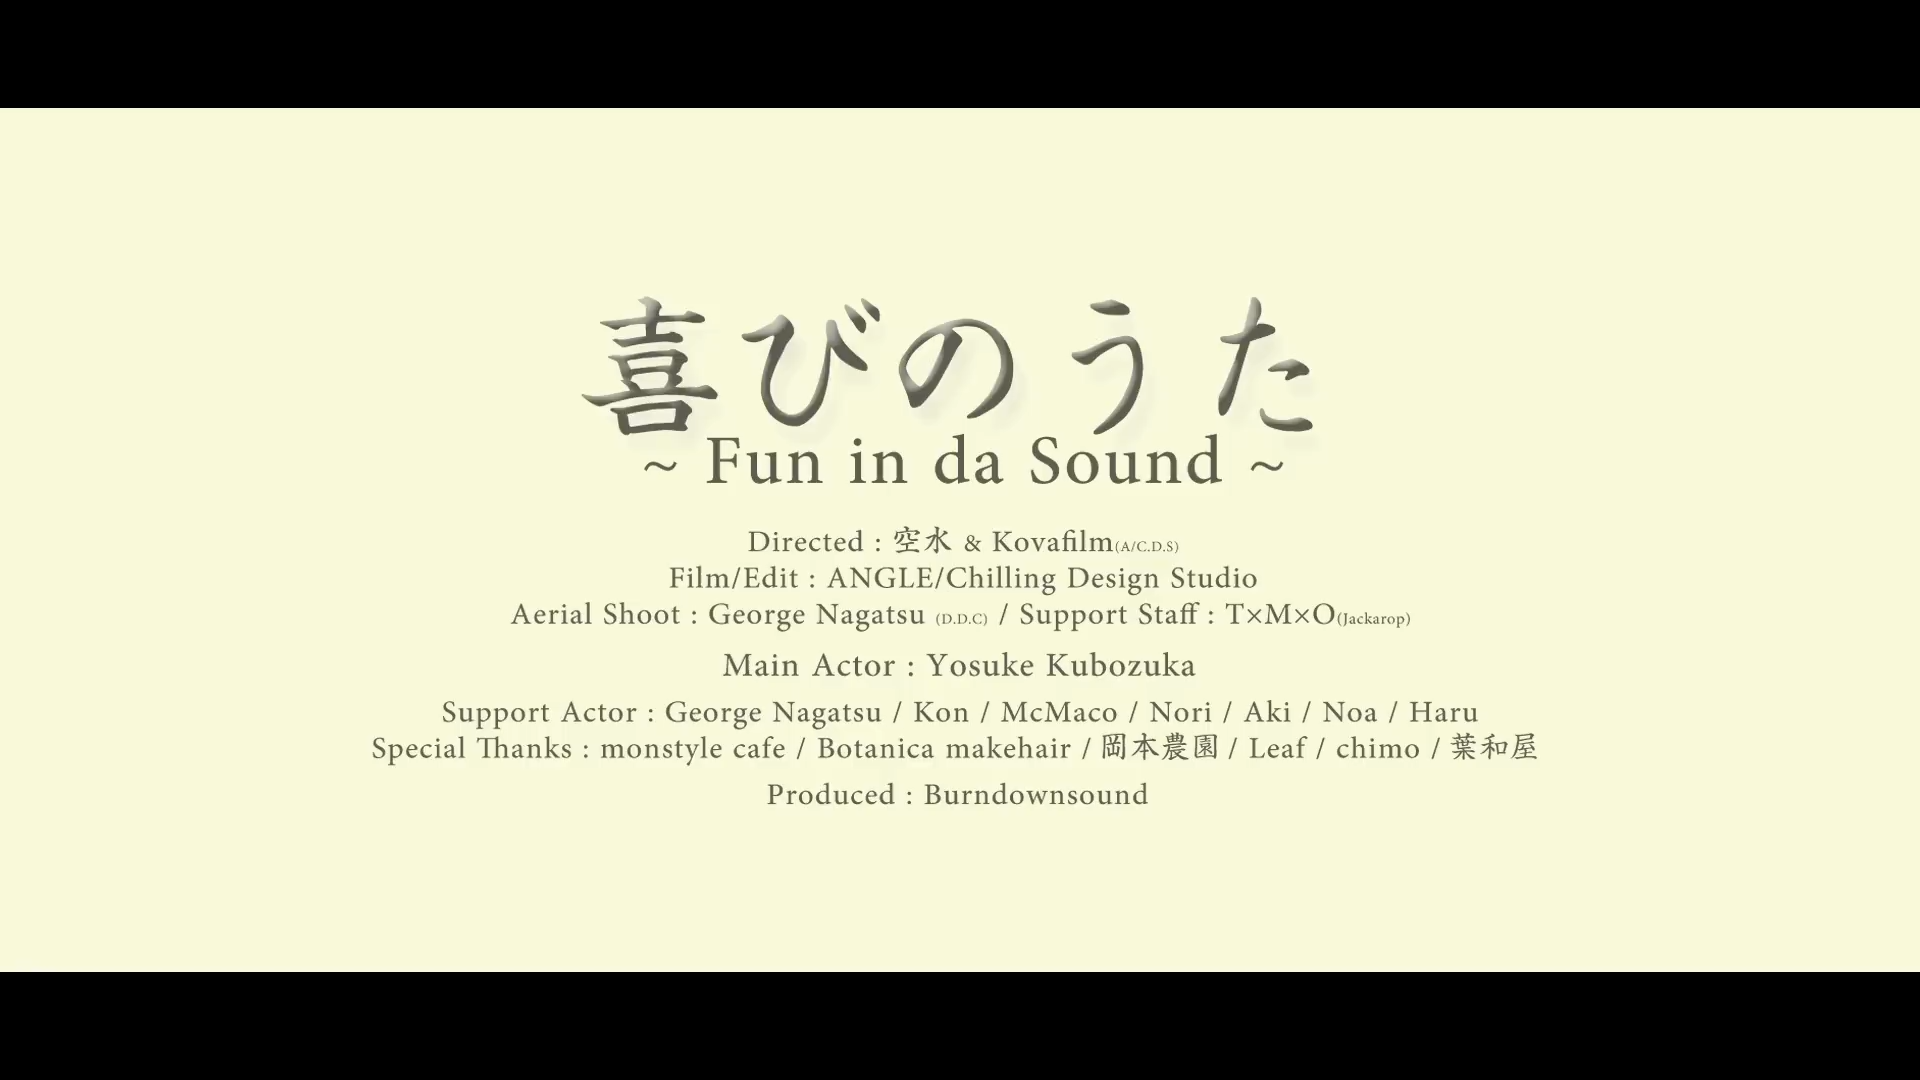 喜びのうた
~ Fun in da Sound ~
Directed : 空水 & Kovafilm(A/C.D.S)
Film/Edit : ANGLE/Chilling Design Studio
Aerial Shoot : George Nagatsu (D.D.C) / Support Staff : T×M×O(Jackarop)
Main Actor : Yosuke Kubozuka
Support Actor : George Nagatsu / Kon / McMaco / Nori / Aki / Noa / Haru
Special Thanks : monstyle cafe / Botanica makehair / 岡本農園 / Leaf / chimo / 葉和屋
Produced : Burndownsound